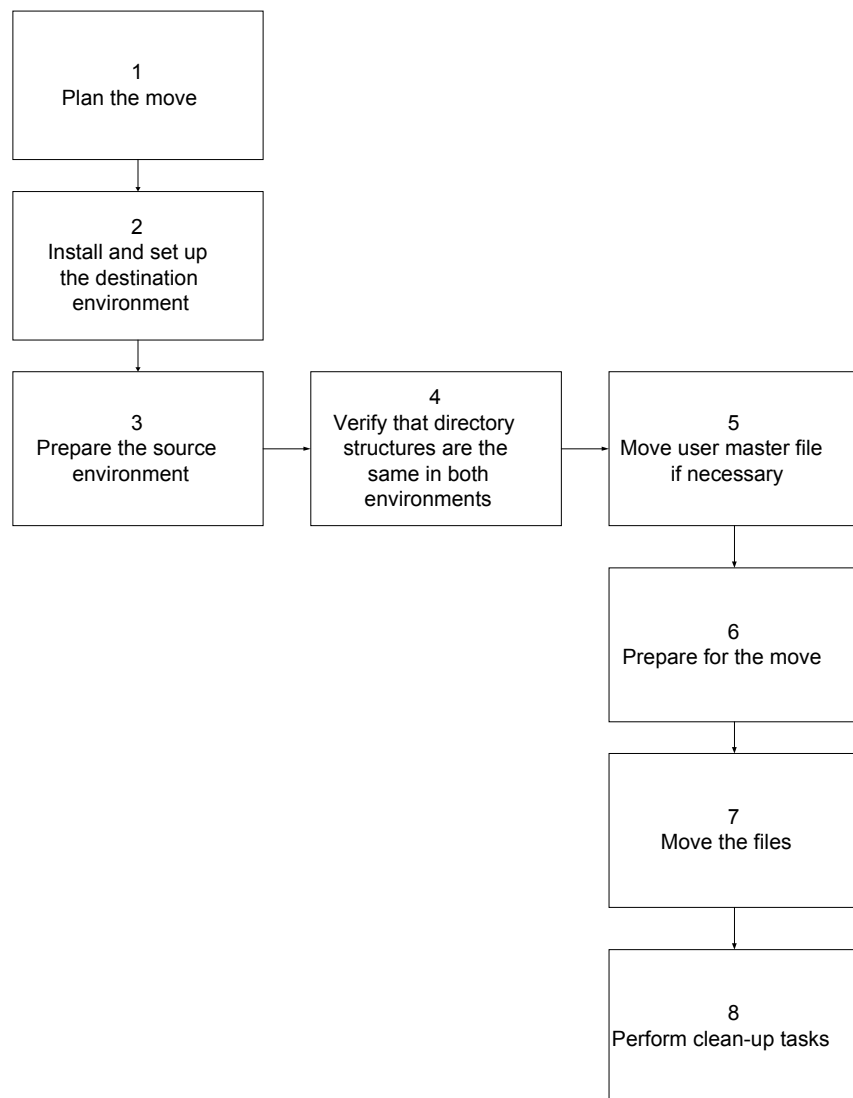 1
Plan the move
2
Install and set up
the destination
environment
3
Prepare the source
environment
4
Verify that directory
structures are the
same in both
environments
5
Move user master file
if necessary
6
Prepare for the move
7
Move the files
8
Perform clean-up tasks